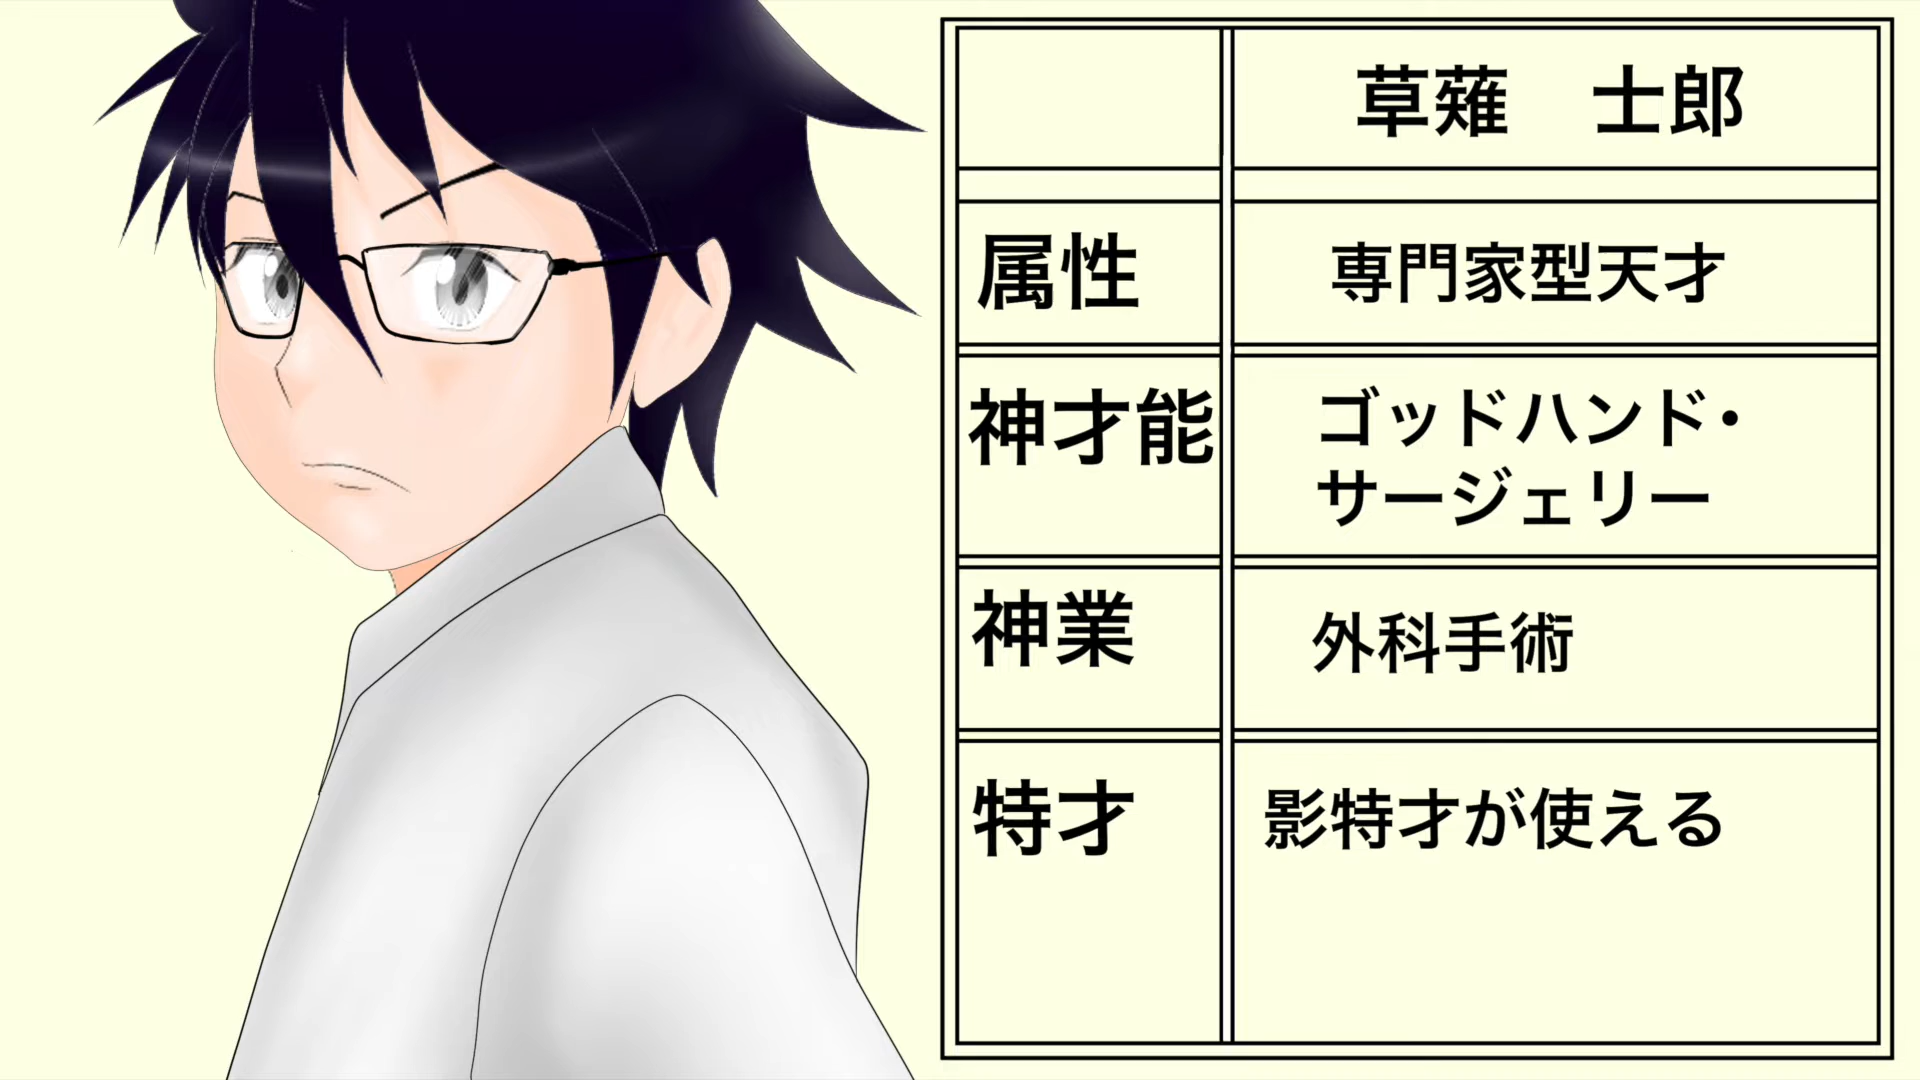 草薙　士郎
属性　専門家型天才
神才能　ゴッドハンド・
サージェリー
神業　外科手術
特才　影特才が使える